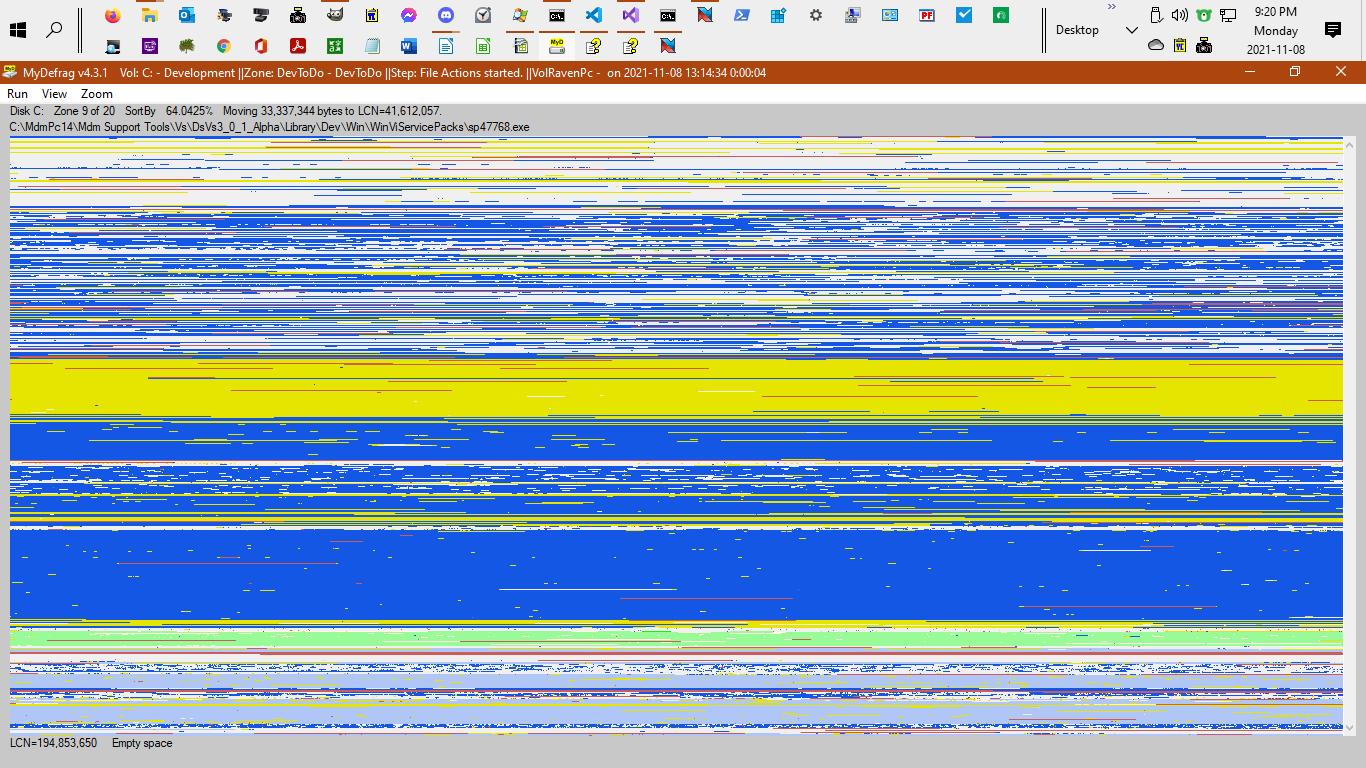 Desktop
»
9:20 PM
Monday
2021-11-08
MyDefrag v4.3.1 Vol: C: - Development ||Zone: DevToDo - DevToDo ||Step: File Actions started. ||VolRavenPc - on 2021-11-08 13:14:34 0:00:04
Run View Zoom
Disk C: Zone 9 of 20 SortBy 64.0425% Moving 33,337,344 bytes to LCN=41,612,057.
C:\MdmPc14\Mdm Support Tools\Vs\DsVs3_0_1_Alpha\Library\Dev\Win\WinViServicePacks\sp47768.exe
LCN=194,853,650 Empty space